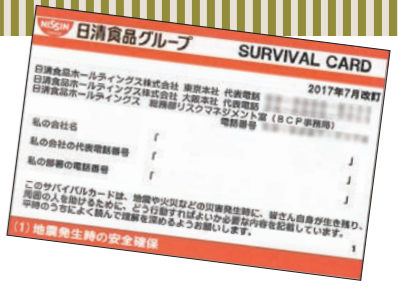 NISSIN 日清食品グループ SURVIVAL CARD
2017年7月改訂
日清食品ホールディングス株式会社 東京本社 代表電話
日清食品ホールディングス株式会社 大阪本社 代表電話
日清食品ホールディングス 総務部リスクマネジメント室（BCP事務局）
電話番号
私の会社名 「 」
私の会社の代表電話番号 「 」
私の部署の電話番号 「 」
このサバイバルカードは、地震や火災などの災害発生時に、皆さん自身が生き残り、
周囲の人を助けるために、どう行動すればよいか必要な内容を記載しています。
平時のうちによく読んで理解を深めるようお願いします。
1
(1)地震発生時の安全確保